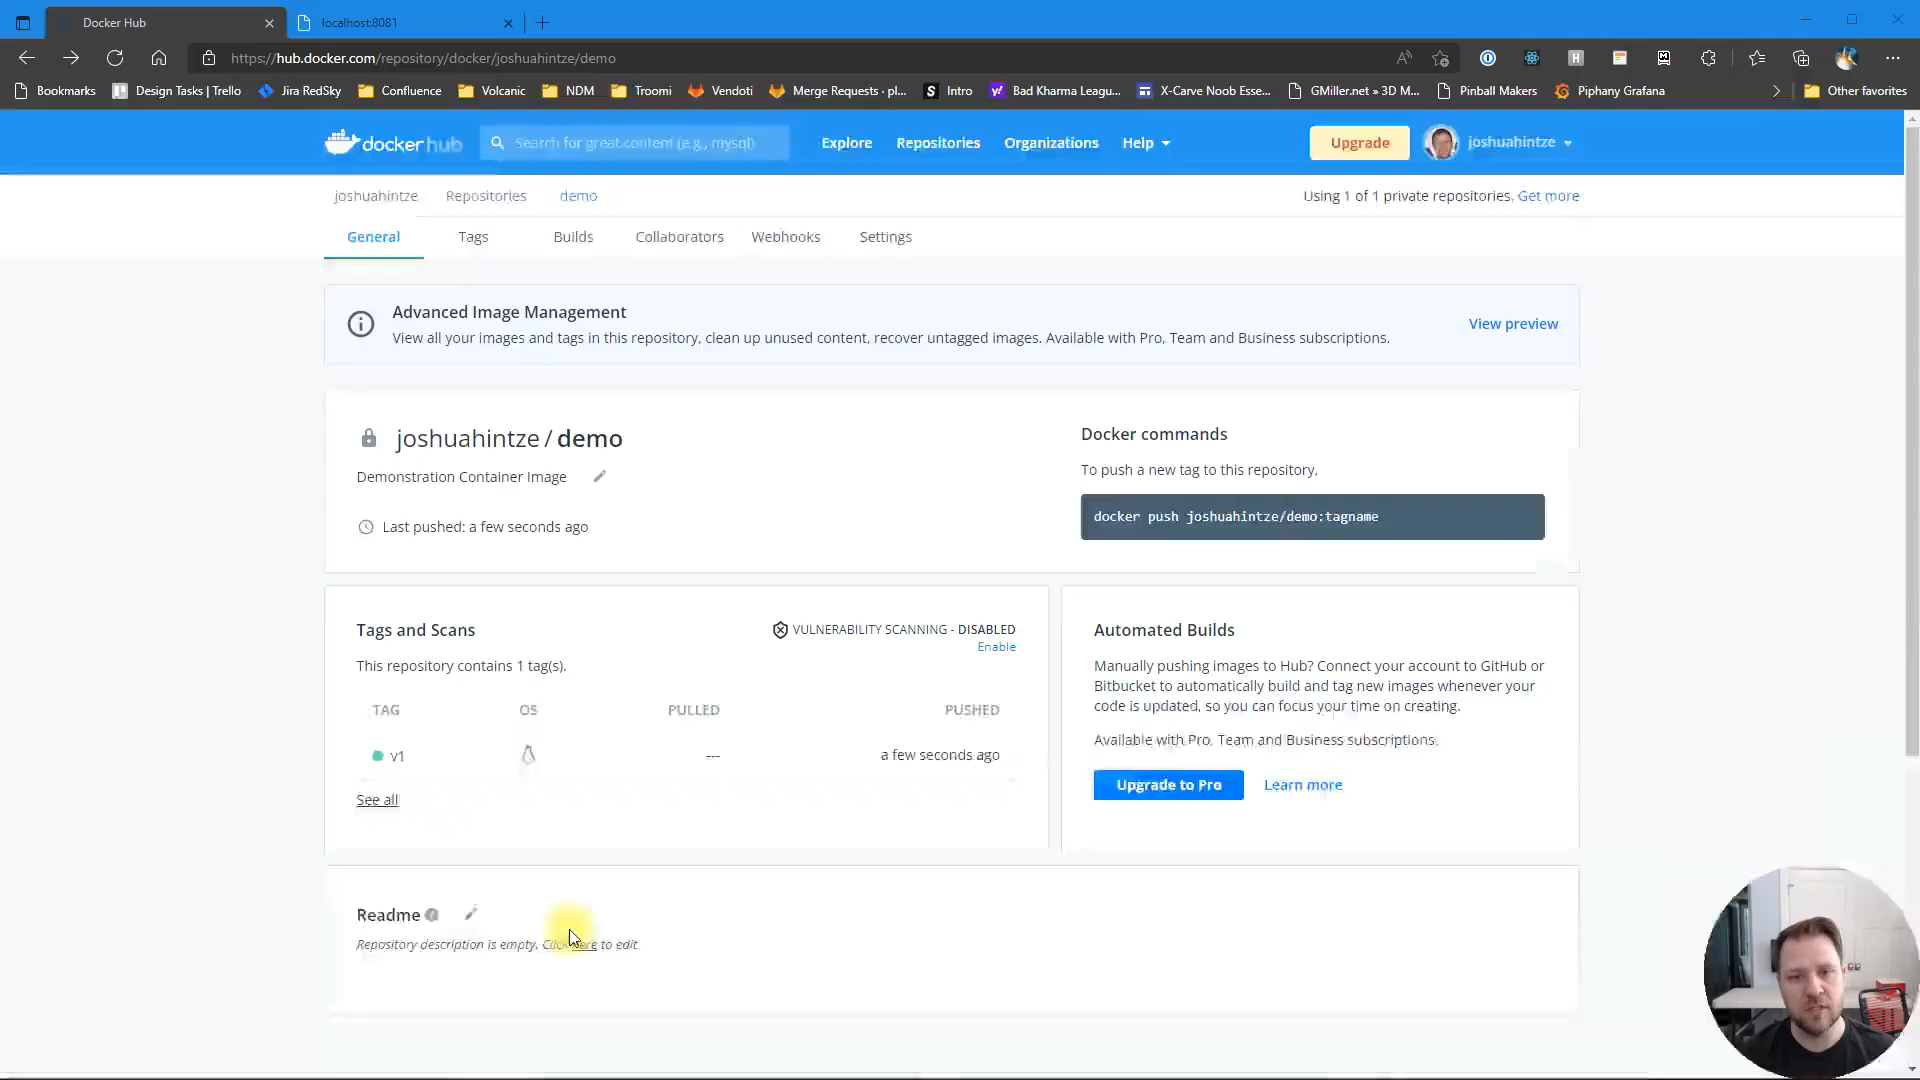 Docker Hub
localhost:8081
https://hub.docker.com/repository/docker/joshuahintze/demo
Bookmarks
Design Tasks | Trello
Jira RedSky
Confluence
Volcanic
NDM
Troomi
Vendoti
Merge Requests · pl...
Intro
Bad Karma Leagu...
X-Carve Noob Esse...
GMiller.net » 3D M...
Pinball Makers
Piphany Grafana
Other favorites
docker hub
Search for great content (e.g., mysql)
Explore
Repositories
Organizations
Help
Upgrade
joshuahintze
joshuahintze
Repositories
demo
Using 1 of 1 private repositories. Get more
General
Tags
Builds
Collaborators
Webhooks
Settings
Advanced Image Management
View all your images and tags in this repository, clean up unused content, recover untagged images. Available with Pro, Team and Business subscriptions.
View preview
joshuahintze / demo
Demonstration Container Image
Last pushed: a few seconds ago
Docker commands
To push a new tag to this repository,
docker push joshuahintze/demo:tagname
Tags and Scans
VULNERABILITY SCANNING - DISABLED
Enable
This repository contains 1 tag(s).
TAG
OS
PULLED
PUSHED
v1
---
a few seconds ago
See all
Automated Builds
Manually pushing images to Hub? Connect your account to GitHub or
Bitbucket to automatically build and tag new images whenever your
code is updated, so you can focus your time on creating.
Available with Pro, Team and Business subscriptions.
Upgrade to Pro
Learn more
Readme
Repository description is empty. Click here to edit.